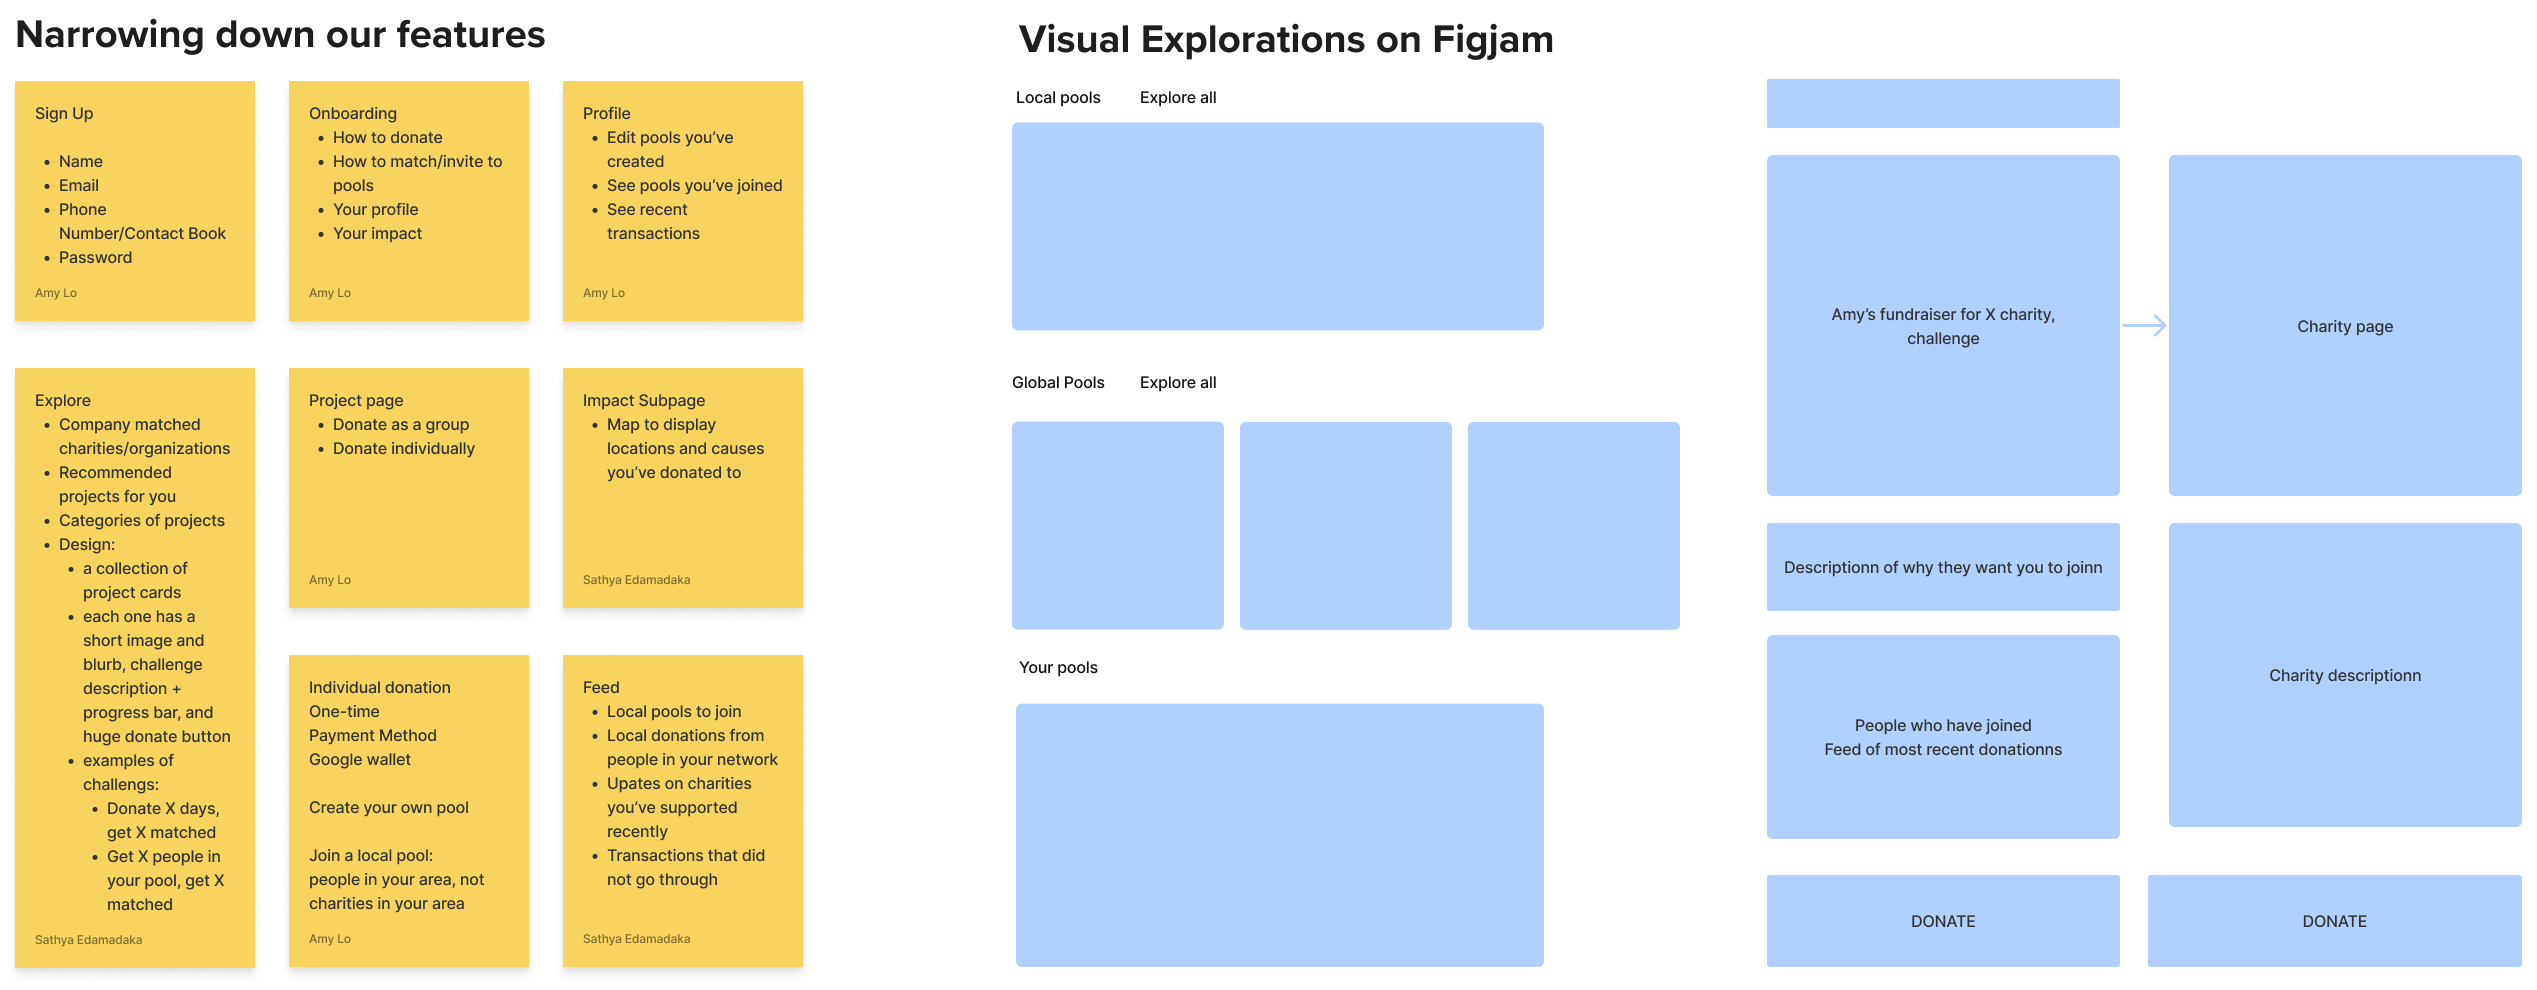 Narrowing down our features
Sign Up
Name
Email
Phone
Number/Contact Book
Password
Amy Lo
Onboarding
How to donate
How to match/invite to
pools
Your profile
Your impact
Amy Lo
Profile
Edit pools you’ve
created
See pools you’ve joined
See recent
transactions
Amy Lo
Explore
Company matched
charities/organizations
Recommended
projects for you
Categories of projects
Design:
a collection of
project cards
each one has a
short image and
blurb, challenge
description +
progress bar, and
huge donate button
examples of
challengs:
Donate X days,
get X matched
Get X people in
your pool, get X
matched
Sathya Edamadaka
Project page
Donate as a group
Donate individually
Amy Lo
Impact Subpage
Map to display
locations and causes
you’ve donated to
Sathya Edamadaka
Individual donation
One-time
Payment Method
Google wallet
Create your own pool
Join a local pool:
people in your area, not
charities in your area
Amy Lo
Feed
Local pools to join
Local donations from
people in your network
Upates on charities
you’ve supported
recently
Transactions that did
not go through
Sathya Edamadaka
Visual Explorations on Figjam
Local pools
Explore all
Global Pools
Explore all
Your pools
Amy’s fundraiser for X charity,
challenge
Descriptionn of why they want you to joinn
People who have joined
Feed of most recent donationns
DONATE
Charity page
Charity descriptionn
DONATE